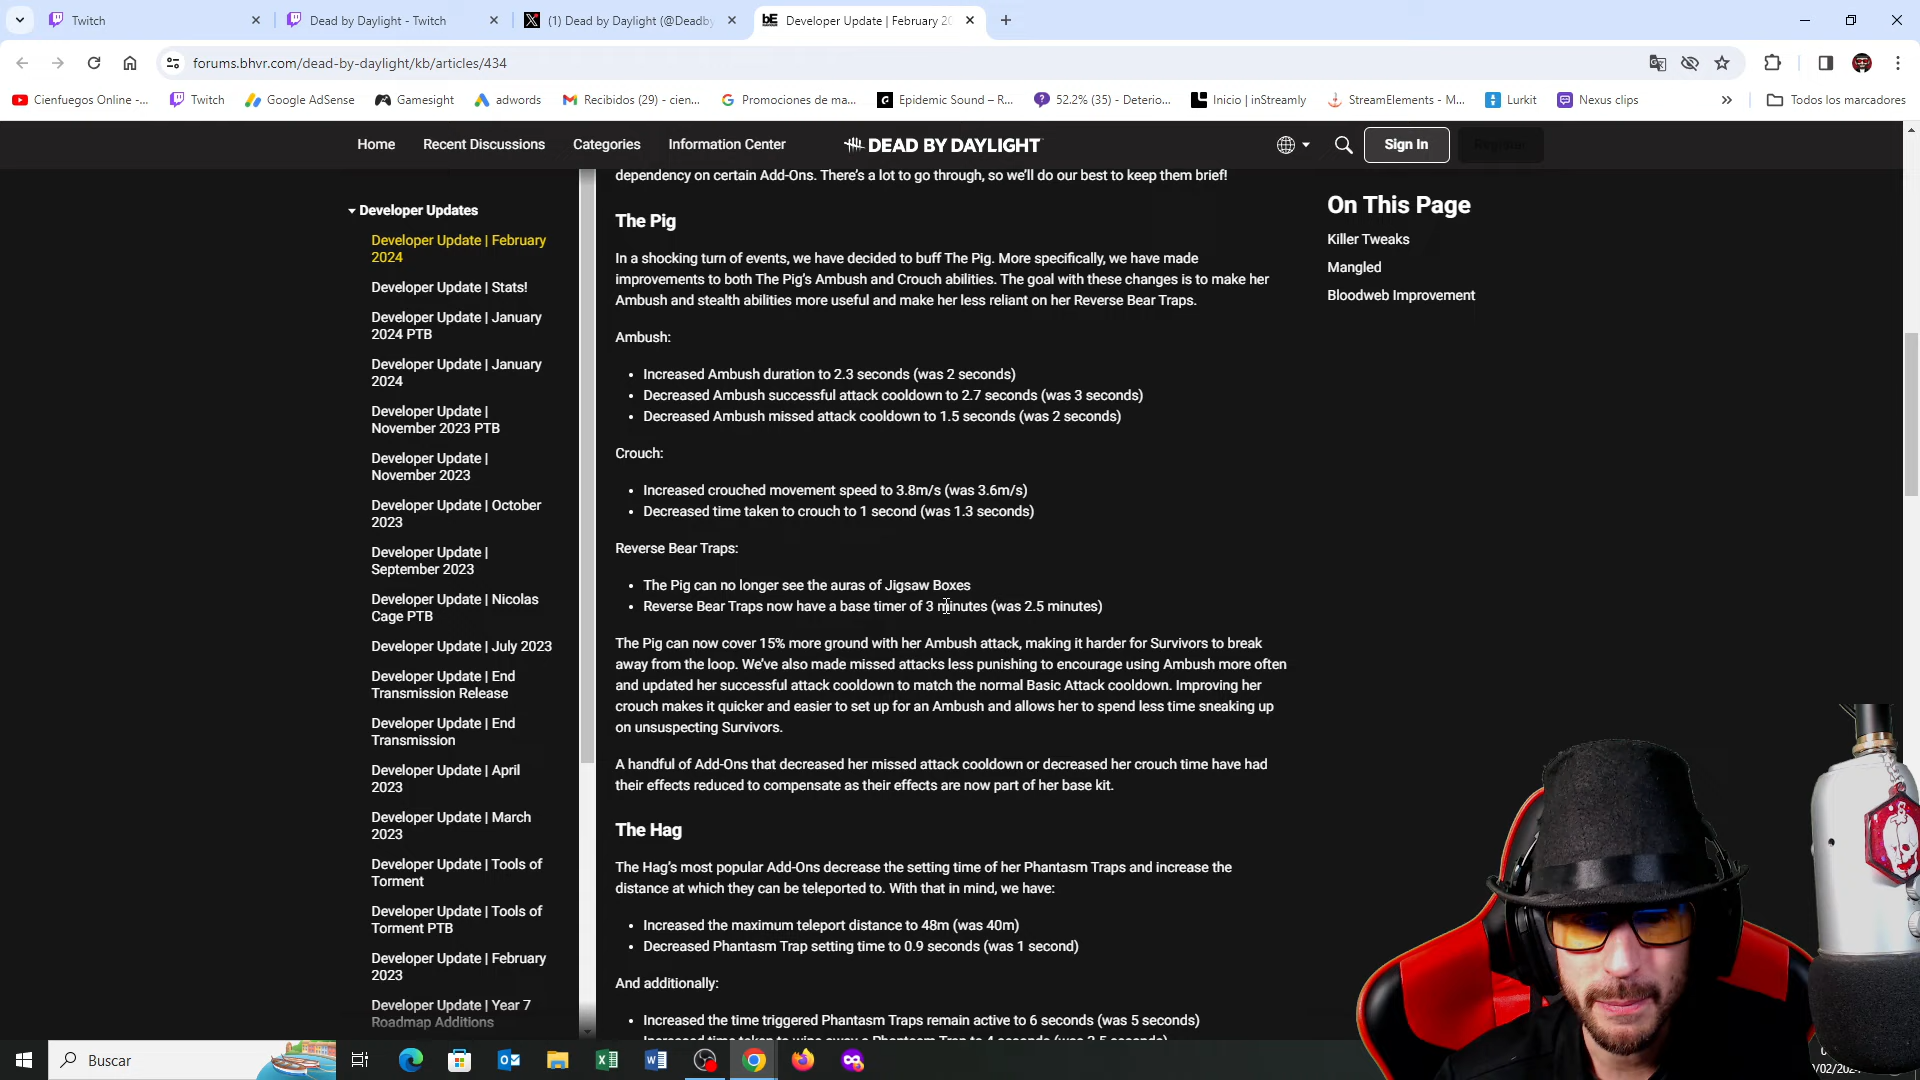 Twitch
Dead by Daylight - Twitch
(1) Dead by Daylight (@Deadby
bE
Developer Update | February 20
forums.bhvr.com/dead-by-daylight/kb/articles/434
Cienfuegos Online -...
Twitch
Google AdSense
Gamesight
adwords
Recibidos (29) - cien...
Promociones de ma...
Epidemic Sound – R...
52.2% (35) - Deterio...
Inicio | inStreamly
StreamElements - M...
Lurkit
Nexus clips
Todos los marcadores
Home
Recent Discussions
Categories
Information Center
DEAD BY DAYLIGHT
Sign In
Register
Developer Updates
Developer Update | February
2024
Developer Update | Stats!
Developer Update | January
2024 PTB
Developer Update | January
2024
Developer Update |
November 2023 PTB
Developer Update |
November 2023
Developer Update | October
2023
Developer Update |
September 2023
Developer Update | Nicolas
Cage PTB
Developer Update | July 2023
Developer Update | End
Transmission Release
Developer Update | End
Transmission
Developer Update | April
2023
Developer Update | March
2023
Developer Update | Tools of
Torment
Developer Update | Tools of
Torment PTB
Developer Update | February
2023
Developer Update | Year 7
Roadmap Additions
dependency on certain Add-Ons. There's a lot to go through, so we'll do our best to keep them brief!
The Pig
In a shocking turn of events, we have decided to buff The Pig. More specifically, we have made
improvements to both The Pig's Ambush and Crouch abilities. The goal with these changes is to make her
Ambush and stealth abilities more useful and make her less reliant on her Reverse Bear Traps.
Ambush:
• Increased Ambush duration to 2.3 seconds (was 2 seconds)
• Decreased Ambush successful attack cooldown to 2.7 seconds (was 3 seconds)
• Decreased Ambush missed attack cooldown to 1.5 seconds (was 2 seconds)
Crouch:
• Increased crouched movement speed to 3.8m/s (was 3.6m/s)
• Decreased time taken to crouch to 1 second (was 1.3 seconds)
Reverse Bear Traps:
• The Pig can no longer see the auras of Jigsaw Boxes
• Reverse Bear Traps now have a base timer of 3 minutes (was 2.5 minutes)
The Pig can now cover 15% more ground with her Ambush attack, making it harder for Survivors to break
away from the loop. We've also made missed attacks less punishing to encourage using Ambush more often
and updated her successful attack cooldown to match the normal Basic Attack cooldown. Improving her
crouch makes it quicker and easier to set up for an Ambush and allows her to spend less time sneaking up
on unsuspecting Survivors.
A handful of Add-Ons that decreased her missed attack cooldown or decreased her crouch time have had
their effects reduced to compensate as their effects are now part of her base kit.
The Hag
The Hag's most popular Add-Ons decrease the setting time of her Phantasm Traps and increase the
distance at which they can be teleported to. With that in mind, we have:
• Increased the maximum teleport distance to 48m (was 40m)
• Decreased Phantasm Trap setting time to 0.9 seconds (was 1 second)
And additionally:
• Increased the time triggered Phantasm Traps remain active to 6 seconds (was 5 seconds)
• Increased time taken to wipe away a Phantasm Trap to 4 seconds (was 3.5 seconds)
On This Page
Killer Tweaks
Mangled
Bloodweb Improvement
Buscar